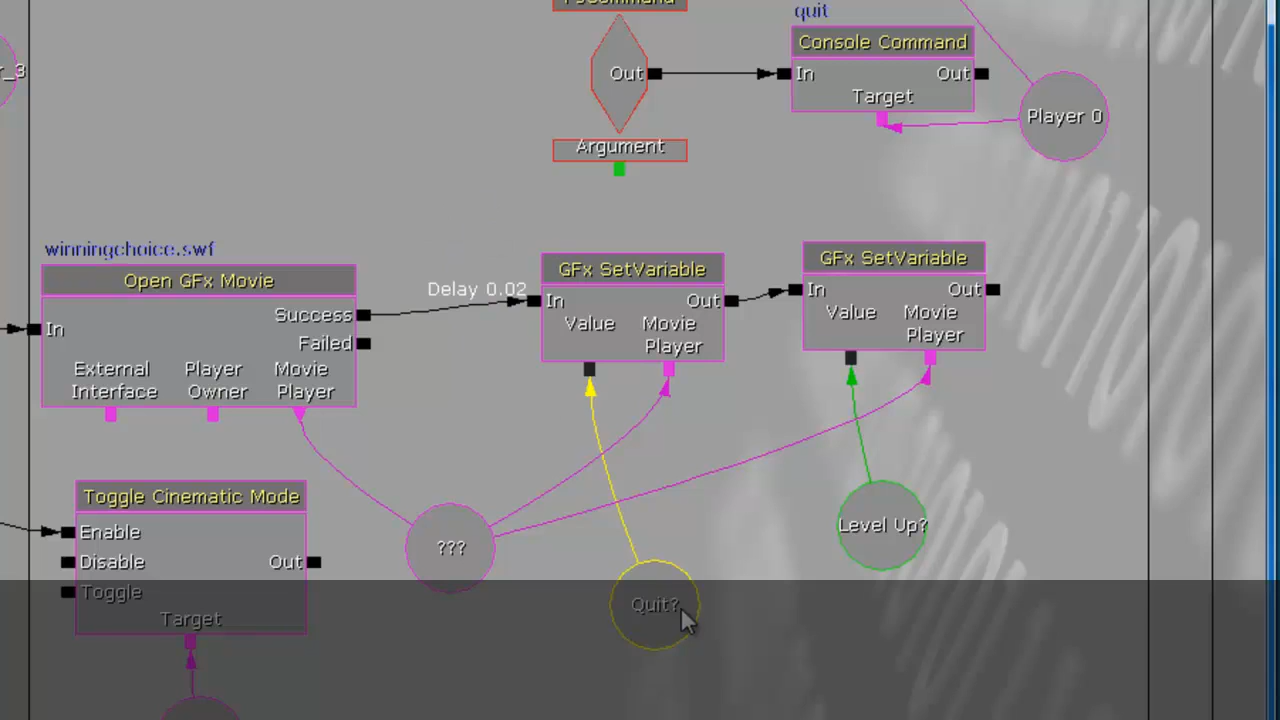 quit
Console Command
Out
In
Out
Target
Player 0
Argument
winningchoice.swf
Open GFx Movie
Success
In
Failed
External Interface
Player Owner
Movie Player
Delay 0.02
GFx SetVariable
In
Out
Value
Movie Player
GFx SetVariable
In
Out
Value
Movie Player
Toggle Cinematic Mode
Enable
Disable
Out
Toggle
Target
???
Quit?
Level Up?